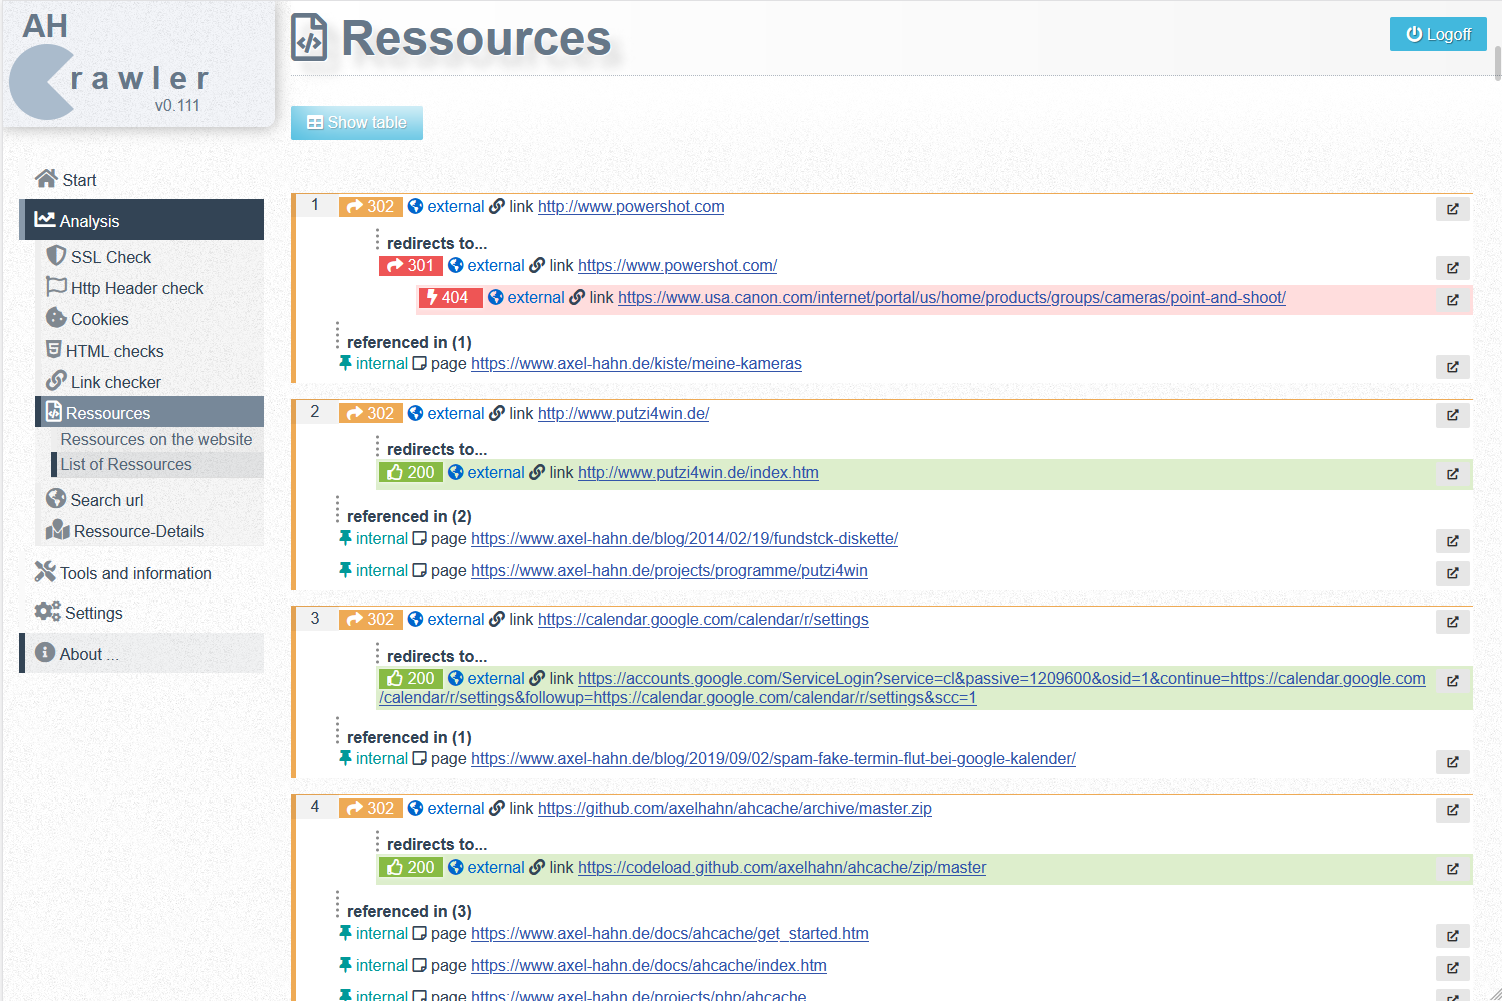 AH
rawler
v0.111
Start
Analysis
SSL Check
Http Header check
Cookies
HTML checks
Link checker
Ressources
Ressources on the website
List of Ressources
Search url
Ressource-Details
Tools and information
Settings
About ...
Ressources
Logoff
Show table
1 302 external link http://www.powershot.com
redirects to...
301 external link https://www.powershot.com/
404 external link https://www.usa.canon.com/internet/portal/us/home/products/groups/cameras/point-and-shoot/
referenced in (1)
internal page https://www.axel-hahn.de/kiste/meine-kameras
2 302 external link http://www.putzi4win.de/
redirects to...
200 external link http://www.putzi4win.de/index.htm
referenced in (2)
internal page https://www.axel-hahn.de/blog/2014/02/19/fundstck-diskette/
internal page https://www.axel-hahn.de/projects/programme/putzi4win
3 302 external link https://calendar.google.com/calendar/r/settings
redirects to...
200 external link https://accounts.google.com/ServiceLogin?service=cl&passive=1209600&osid=1&continue=https://calendar.google.com
/calendar/r/settings&followup=https://calendar.google.com/calendar/r/settings&scc=1
referenced in (1)
internal page https://www.axel-hahn.de/blog/2019/09/02/spam-fake-termin-flut-bei-google-kalender/
4 302 external link https://github.com/axelhahn/ahcache/archive/master.zip
redirects to...
200 external link https://codeload.github.com/axelhahn/ahcache/zip/master
referenced in (3)
internal page https://www.axel-hahn.de/docs/ahcache/get_started.htm
internal page https://www.axel-hahn.de/docs/ahcache/index.htm
internal page https://www.axel-hahn.de/projects/php/ahcache